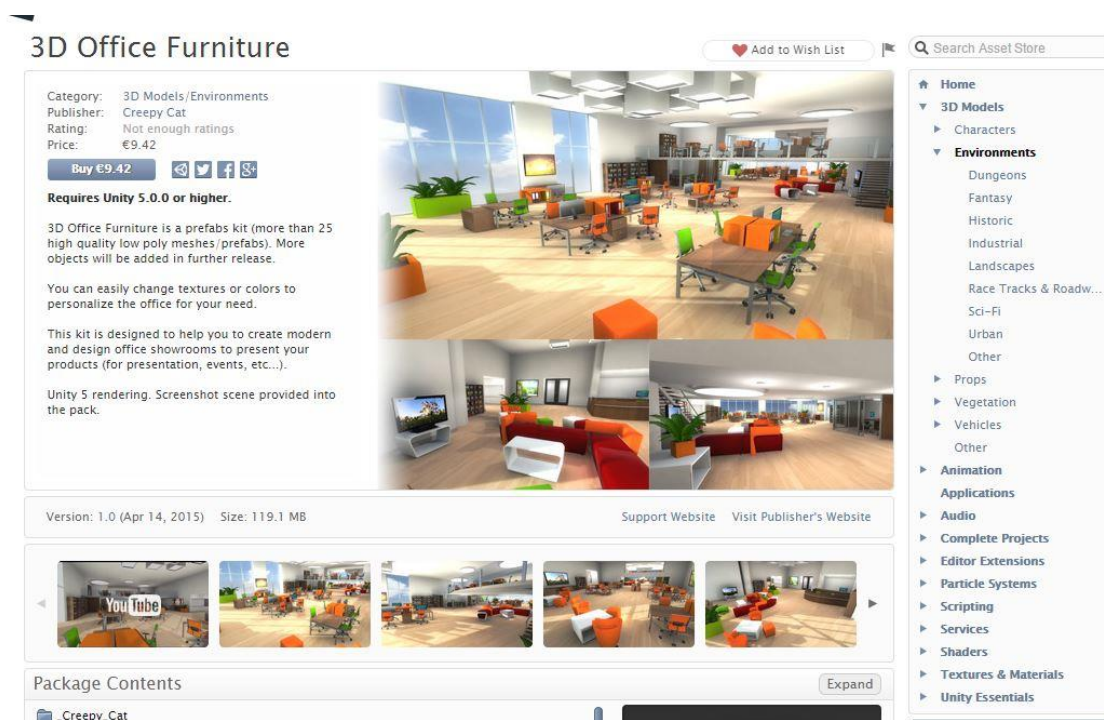 3D Office Furniture
Add to Wish List
Category: 3D Models/Environments
Publisher: Creepy Cat
Rating: Not enough ratings
Price: €9.42
Buy €9.42
Requires Unity 5.0.0 or higher.
3D Office Furniture is a prefabs kit (more than 25
high quality low poly meshes/prefabs). More
objects will be added in further release.
You can easily change textures or colors to
personalize the office for your need.
This kit is designed to help you to create modern
and design office showrooms to present your
products (for presentation, events, etc...).
Unity 5 rendering. Screenshot scene provided into
the pack.
Version: 1.0 (Apr 14, 2015) Size: 119.1 MB
Support Website Visit Publisher's Website
YouTube
Package Contents
Expand
_Creepy_Cat
Search Asset Store
Home
3D Models
Characters
Environments
Dungeons
Fantasy
Historic
Industrial
Landscapes
Race Tracks & Roadw...
Sci-Fi
Urban
Other
Props
Vegetation
Vehicles
Other
Animation
Applications
Audio
Complete Projects
Editor Extensions
Particle Systems
Scripting
Services
Shaders
Textures & Materials
Unity Essentials